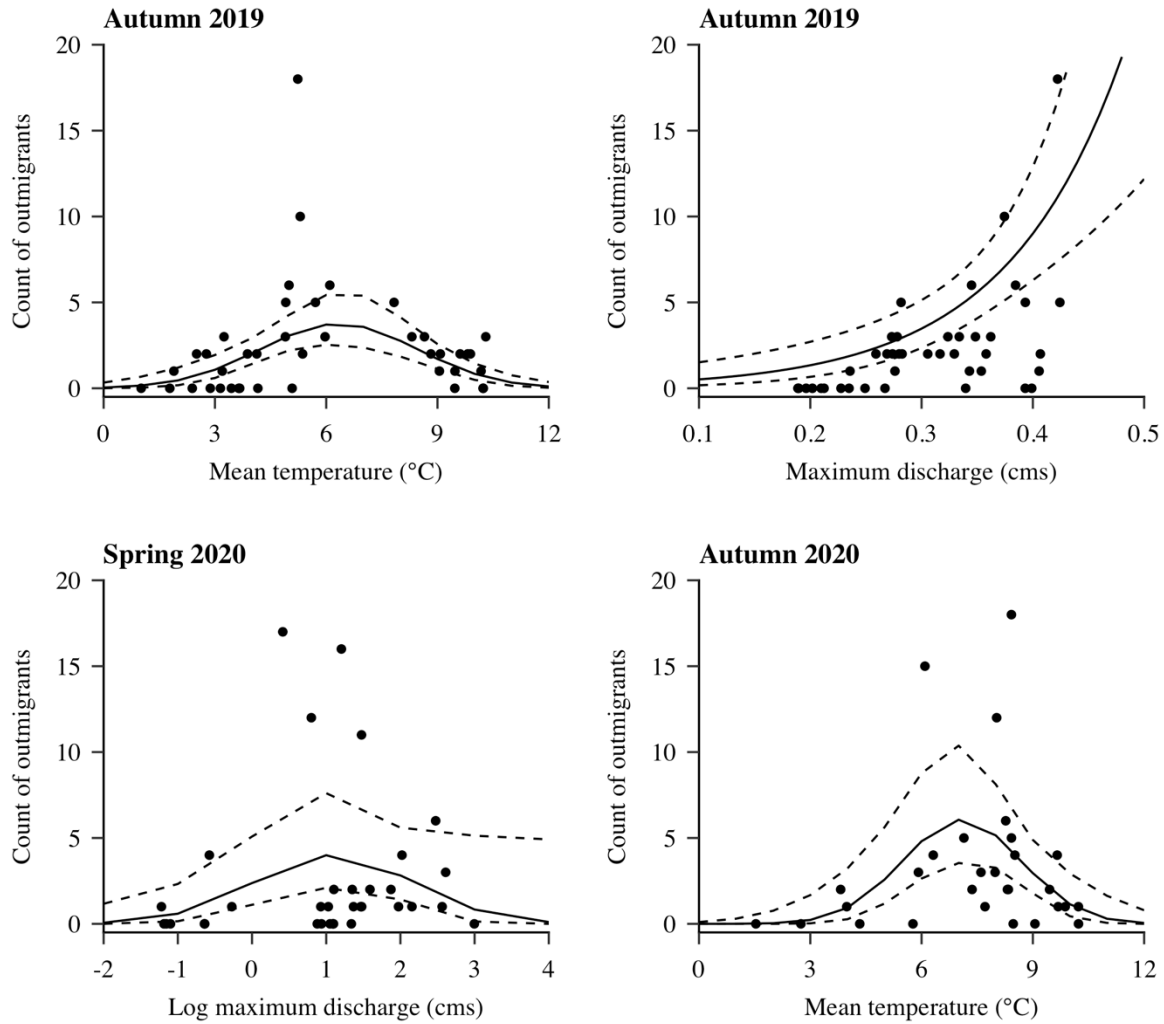 Autumn 2019
20
15
10
5
0
Count of outmigrants
0 3 6 9 12
Mean temperature (°C)
Autumn 2019
20
15
10
5
0
Count of outmigrants
0.1 0.2 0.3 0.4 0.5
Maximum discharge (cms)
Spring 2020
20
15
10
5
0
Count of outmigrants
-2 -1 0 1 2 3 4
Log maximum discharge (cms)
Autumn 2020
20
15
10
5
0
Count of outmigrants
0 3 6 9 12
Mean temperature (°C)